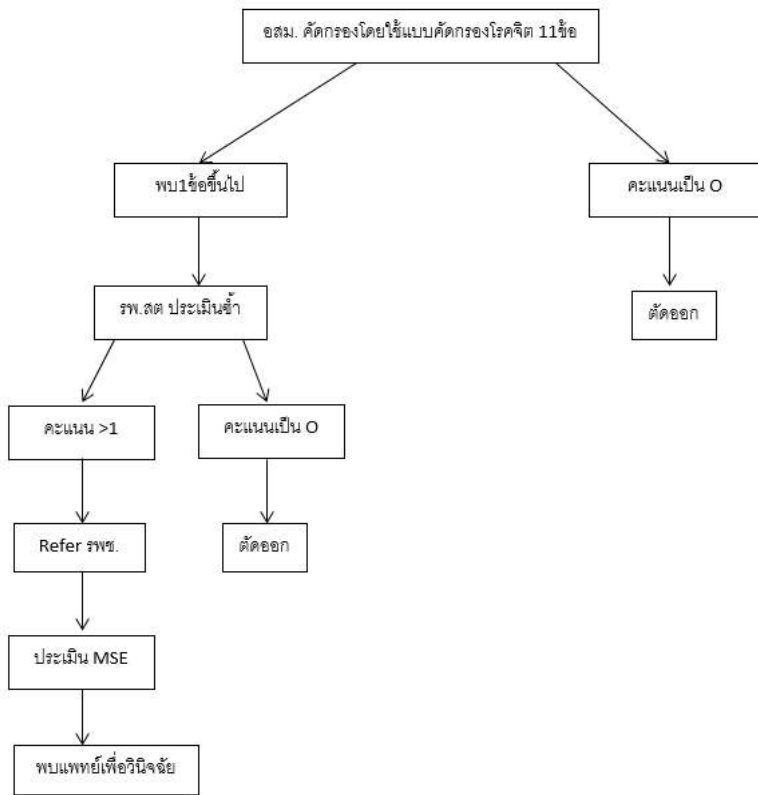 อสม. คัดกรองโดยใช้แบบคัดกรองโรคจิต 11ข้อ
พบ1ข้อขึ้นไป
คะแนนเป็น O
รพ.สต ประเมินซ้ำ
ตัดออก
คะแนน >1
คะแนนเป็น O
Refer รพช.
ตัดออก
ประเมิน MSE
พบแพทย์เพื่อวินิจฉัย